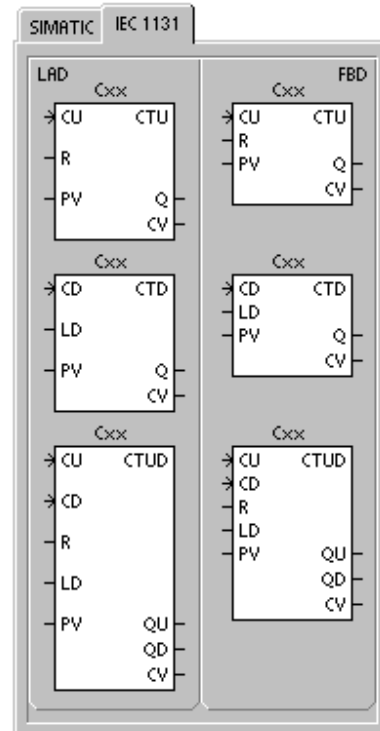 SIMATIC IEC 1131
LAD FBD
Cxx
CU CTU
R
PV Q
CV
Cxx
CD CTD
LD
PV Q
CV
Cxx
CU CTUD
CD
R
LD
PV QU
QD
CV
Cxx
CU CTU
R
PV Q
CV
Cxx
CD CTD
LD
PV Q
CV
Cxx
CU CTUD
CD
R
LD
PV QU
QD
CV